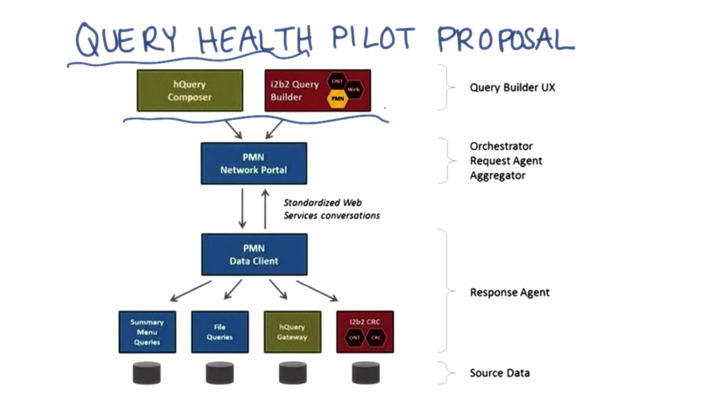 QUERY HEALTH PILOT PROPOSAL
hQuery
Composer
I2b2 Query
Builder
ONT
Web
PMN
Query Builder UX
PMN
Network Portal
Orchestrator
Request Agent
Aggregator
Standardized Web
Services conversations
PMN
Data Client
Response Agent
Summary
Menu
Queries
File
Queries
hQuery
Gateway
I2b2 CRC
ONT
CRC
Source Data